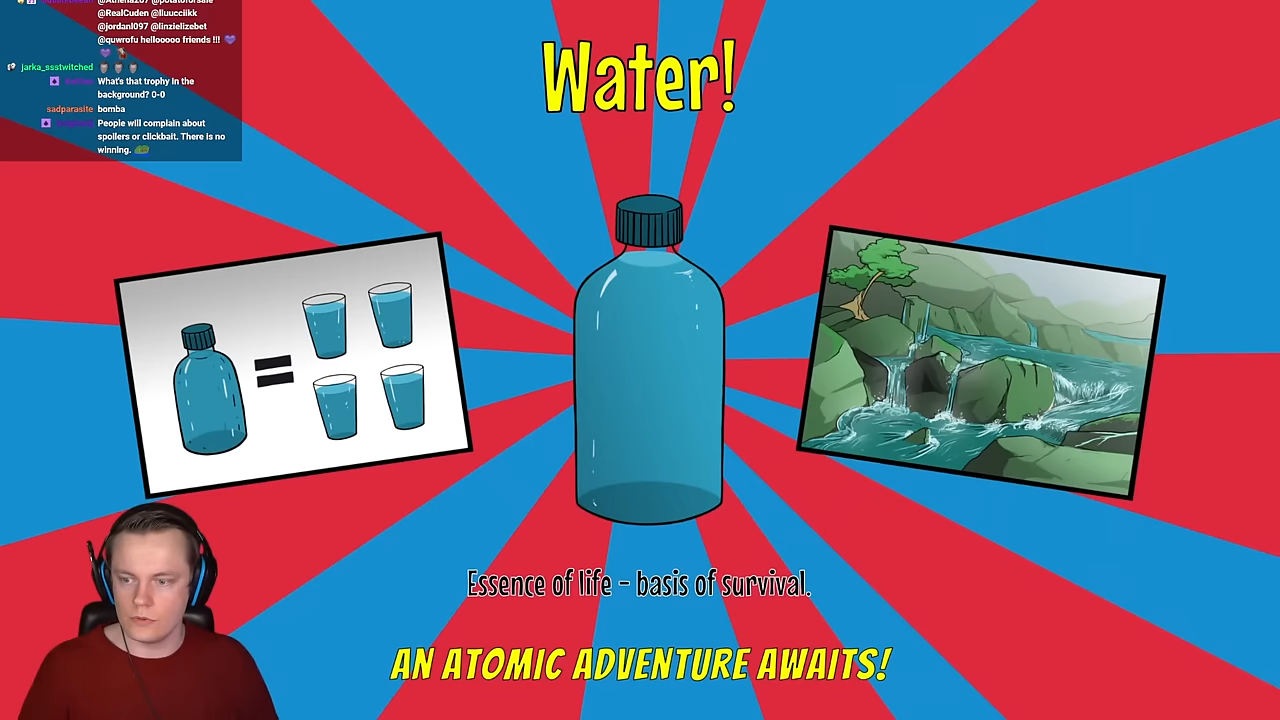 @RealCuden @lluucciikk
@jordanl097 @linzielizebet
@quwrofu hellooooo friends !!!
jarka_ssstwitched
What's that trophy in the
background? 0-0
sadparasite bomba
People will complain about
spoilers or clickbait. There is no
winning.
Water!
Essence of life - basis of survival.
AN ATOMIC ADVENTURE AWAITS!